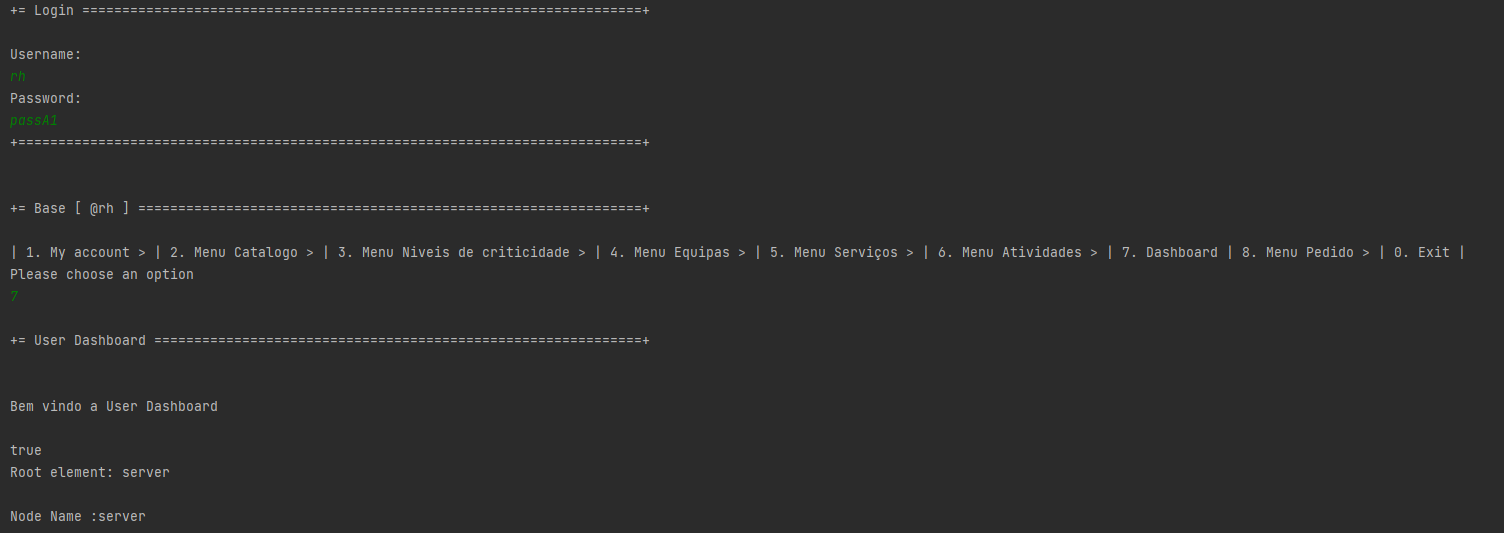 += Login ======================================================================+
Username:
rh
Password:
passA1
+==============================================================================+
+= Base [ @rh ] ===============================================================+
| 1. My account > | 2. Menu Catalogo > | 3. Menu Niveis de criticidade > | 4. Menu Equipas > | 5. Menu Serviços > | 6. Menu Atividades > | 7. Dashboard | 8. Menu Pedido > | 0. Exit |
Please choose an option
7
+= User Dashboard =============================================================+
Bem vindo a User Dashboard
true
Root element: server
Node Name :server